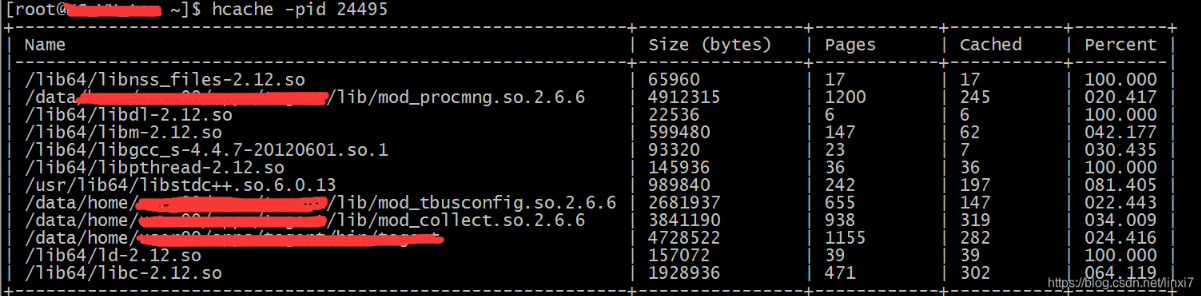 [root@ ~]$ hcache -pid 24495
| Name | Size (bytes) | Pages | Cached | Percent |
| /lib64/libnss_files-2.12.so | 65960 | 17 | 17 | 100.000 |
| /data/ /lib/mod_procmng.so.2.6.6 | 4912315 | 1200 | 245 | 020.417 |
| /lib64/libdl-2.12.so | 22536 | 6 | 6 | 100.000 |
| /lib64/libm-2.12.so | 599480 | 147 | 62 | 042.177 |
| /lib64/libgcc_s-4.4.7-20120601.so.1 | 93320 | 23 | 7 | 030.435 |
| /lib64/libpthread-2.12.so | 145936 | 36 | 36 | 100.000 |
| /usr/lib64/libstdc++.so.6.0.13 | 989840 | 242 | 197 | 081.405 |
| /data/home/ /lib/mod_tbusconfig.so.2.6.6 | 2681937 | 655 | 147 | 022.443 |
| /data/home/ /lib/mod_collect.so.2.6.6 | 3841190 | 938 | 319 | 034.009 |
| /data/home/ | 4728522 | 1155 | 282 | 024.416 |
| /lib64/ld-2.12.so | 157072 | 39 | 39 | 100.000 |
| /lib64/libc-2.12.so | 1928936 | 471 | 302 | 064.119 |
https://blog.csdn.net/linxi7